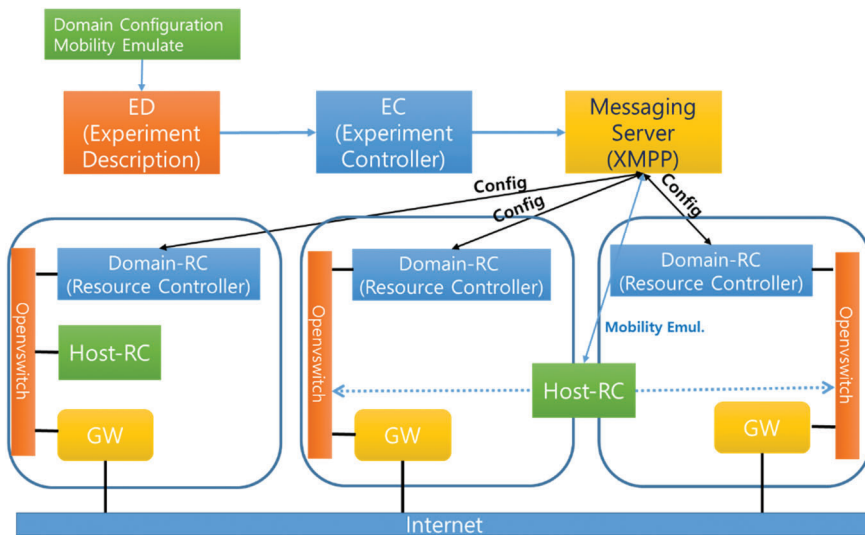 Domain Configuration
Mobility Emulate
ED
(Experiment
Description)
EC
(Experiment
Controller)
Messaging
Server
(XMPP)
Config
Config
Config
Openvswitch
Domain-RC
(Resource Controller)
Host-RC
GW
Openvswitch
Domain-RC
(Resource Controller)
GW
Mobility Emul.
Host-RC
Domain-RC
(Resource Controller)
Openvswitch
GW
Internet